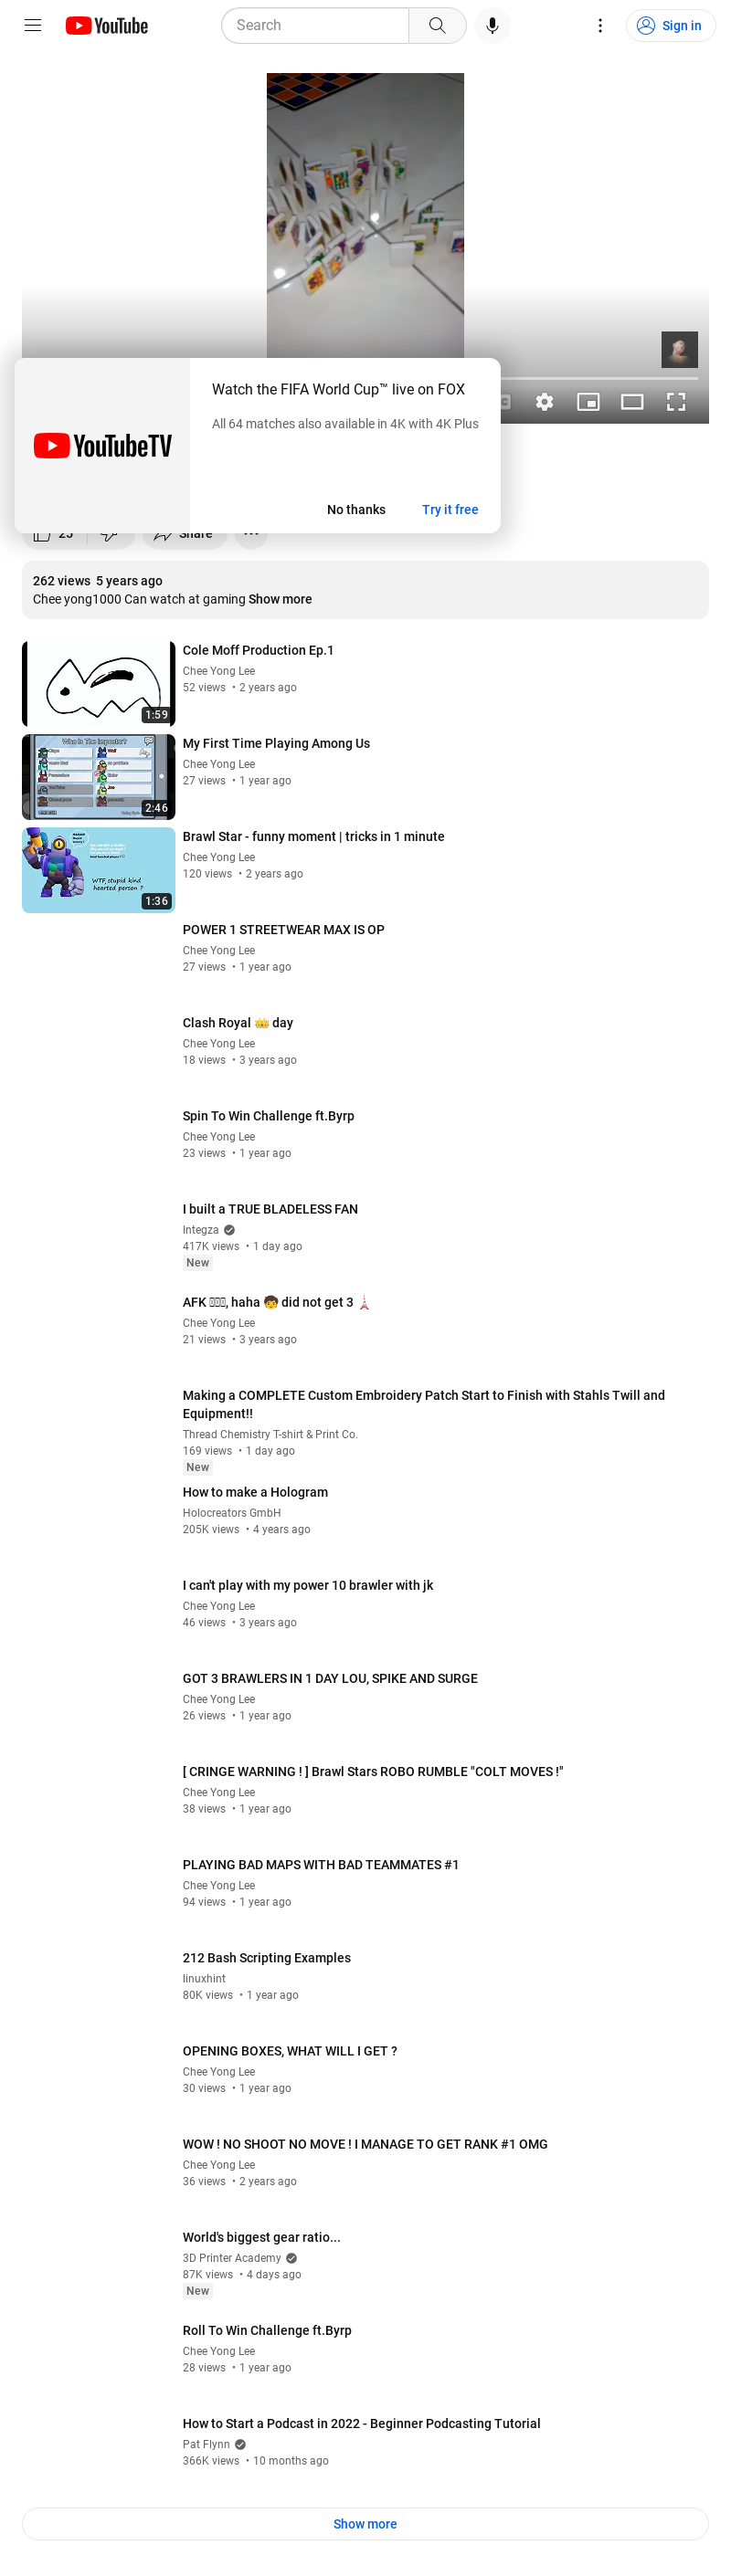 YouTube
Search
Sign in
Watch the FIFA World Cup™ live on FOX
All 64 matches also available in 4K with 4K Plus
YouTubeTV
No thanks
Try it free
25
Share
262 views 5 years ago
Chee yong1000 Can watch at gaming Show more
Cole Moff Production Ep.1
Chee Yong Lee
52 views • 2 years ago
1:59
My First Time Playing Among Us
Chee Yong Lee
27 views • 1 year ago
Who Is The Impostor?
2:46
Brawl Star - funny moment | tricks in 1 minute
Chee Yong Lee
120 views • 2 years ago
WTF, stupid kind
hearted person ?
1:36
POWER 1 STREETWEAR MAX IS OP
Chee Yong Lee
27 views • 1 year ago
Clash Royal 👑 day
Chee Yong Lee
18 views • 3 years ago
Spin To Win Challenge ft.Byrp
Chee Yong Lee
23 views • 1 year ago
I built a TRUE BLADELESS FAN
Integza
417K views • 1 day ago
New
AFK , haha 🧒 did not get 3 🗼
Chee Yong Lee
21 views • 3 years ago
Making a COMPLETE Custom Embroidery Patch Start to Finish with Stahls Twill and
Equipment!!
Thread Chemistry T-shirt & Print Co.
169 views • 1 day ago
New
How to make a Hologram
Holocreators GmbH
205K views • 4 years ago
I can't play with my power 10 brawler with jk
Chee Yong Lee
46 views • 3 years ago
GOT 3 BRAWLERS IN 1 DAY LOU, SPIKE AND SURGE
Chee Yong Lee
26 views • 1 year ago
[ CRINGE WARNING ! ] Brawl Stars ROBO RUMBLE "COLT MOVES !"
Chee Yong Lee
38 views • 1 year ago
PLAYING BAD MAPS WITH BAD TEAMMATES #1
Chee Yong Lee
94 views • 1 year ago
212 Bash Scripting Examples
linuxhint
80K views • 1 year ago
OPENING BOXES, WHAT WILL I GET ?
Chee Yong Lee
30 views • 1 year ago
WOW ! NO SHOOT NO MOVE ! I MANAGE TO GET RANK #1 OMG
Chee Yong Lee
36 views • 2 years ago
World's biggest gear ratio...
3D Printer Academy
87K views • 4 days ago
New
Roll To Win Challenge ft.Byrp
Chee Yong Lee
28 views • 1 year ago
How to Start a Podcast in 2022 - Beginner Podcasting Tutorial
Pat Flynn
366K views • 10 months ago
Show more